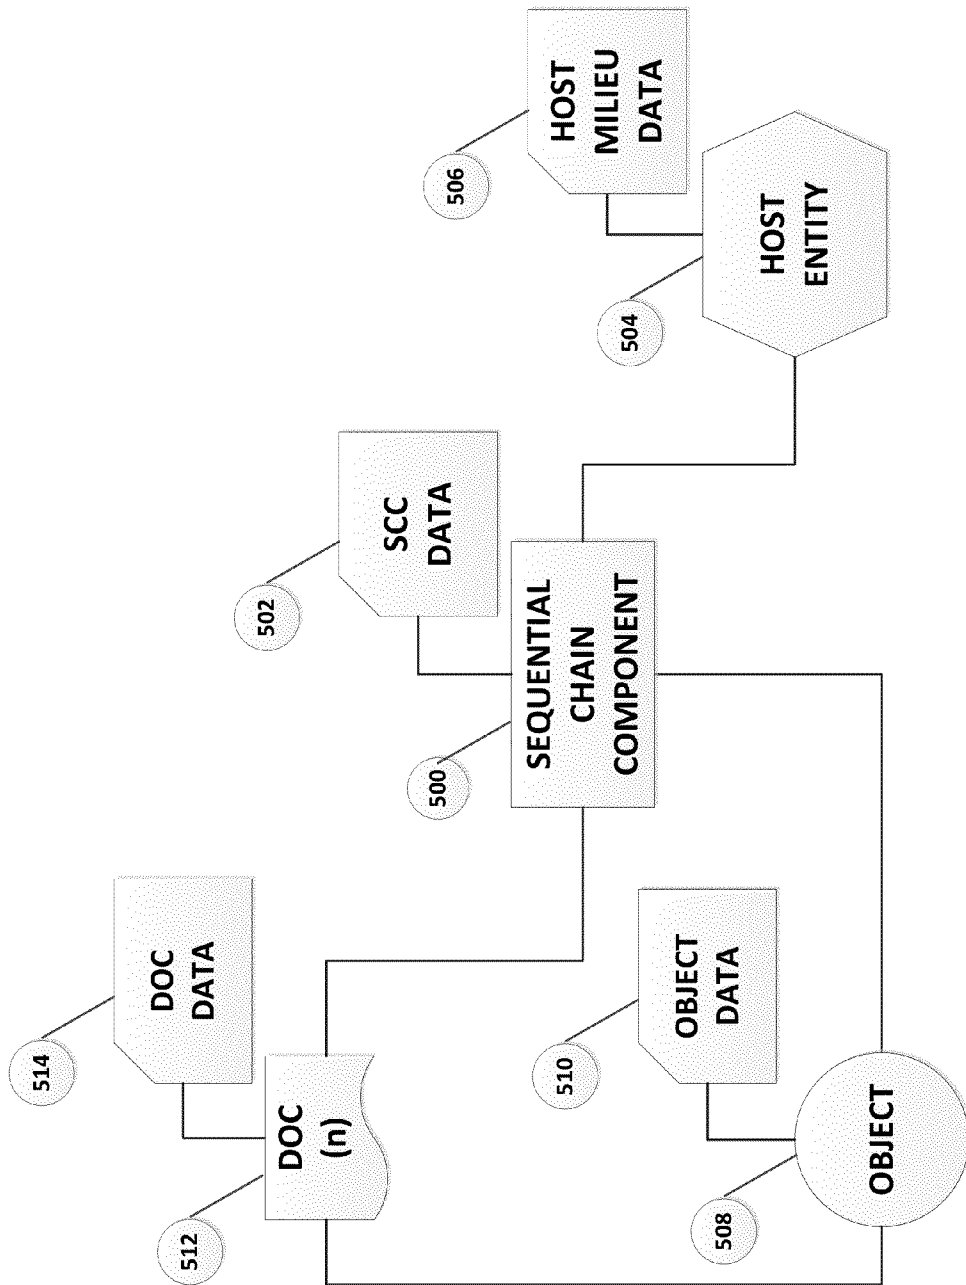 514
DOC
DATA
512
DOC
(n)
502
SCC
DATA
500
SEQUENTIAL
CHAIN
COMPONENT
506
HOST
MILIEU
DATA
504
HOST
ENTITY
510
OBJECT
DATA
508
OBJECT